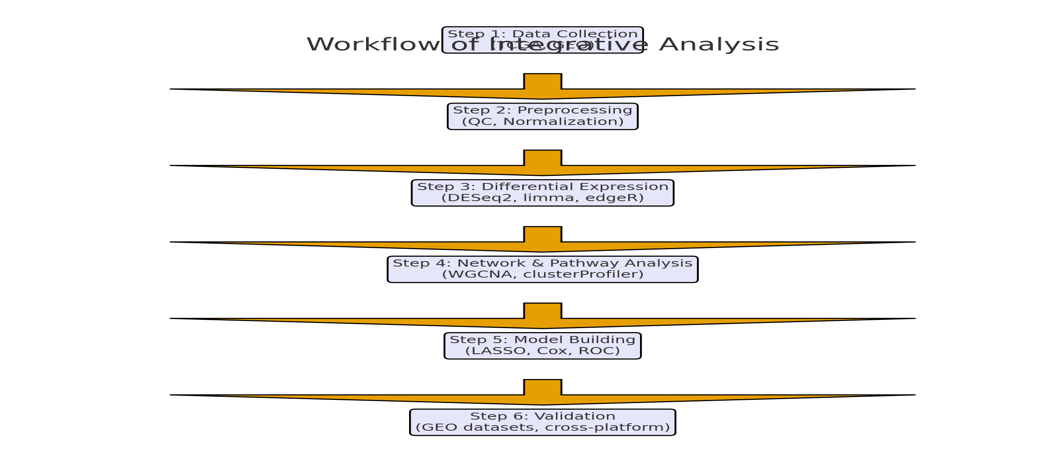 Step 1: Data Collection
(TCGA, GEO)
Workflow of Integrative Analysis
Step 2: Preprocessing
(QC, Normalization)
Step 3: Differential Expression
(DESeq2, limma, edgeR)
Step 4: Network & Pathway Analysis
(WGCNA, clusterProfiler)
Step 5: Model Building
(LASSO, Cox, ROC)
Step 6: Validation
(GEO datasets, cross-platform)